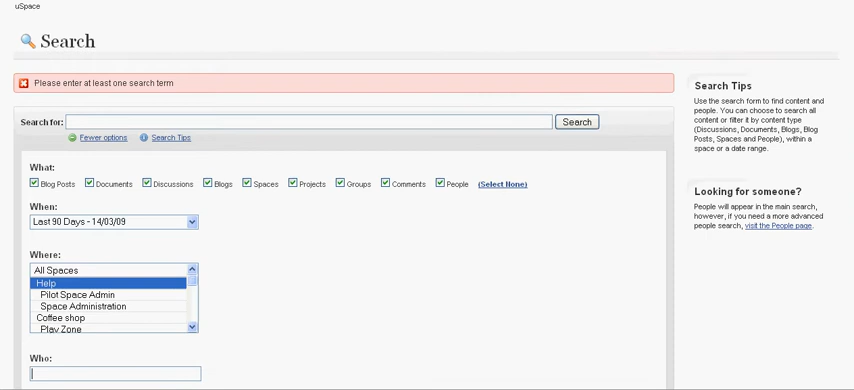 uSpace
Search
Please enter at least one search term
Search for:
Search
Fewer options
Search Tips
What:
Blog Posts Documents Discussions Blogs Spaces Projects Groups Comments People (Select None)
When:
Last 90 Days - 14/03/09
Where:
All Spaces
Help
Pilot Space Admin
Space Administration
Coffee shop
Play Zone
Who:
Search Tips
Use the search form to find content and
people. You can choose to search all
content or filter it by content type
(Discussions, Documents, Blogs, Blog
Posts, Spaces and People), within a
space or a date range.
Looking for someone?
People will appear in the main search,
however, if you need a more advanced
people search, visit the People page.